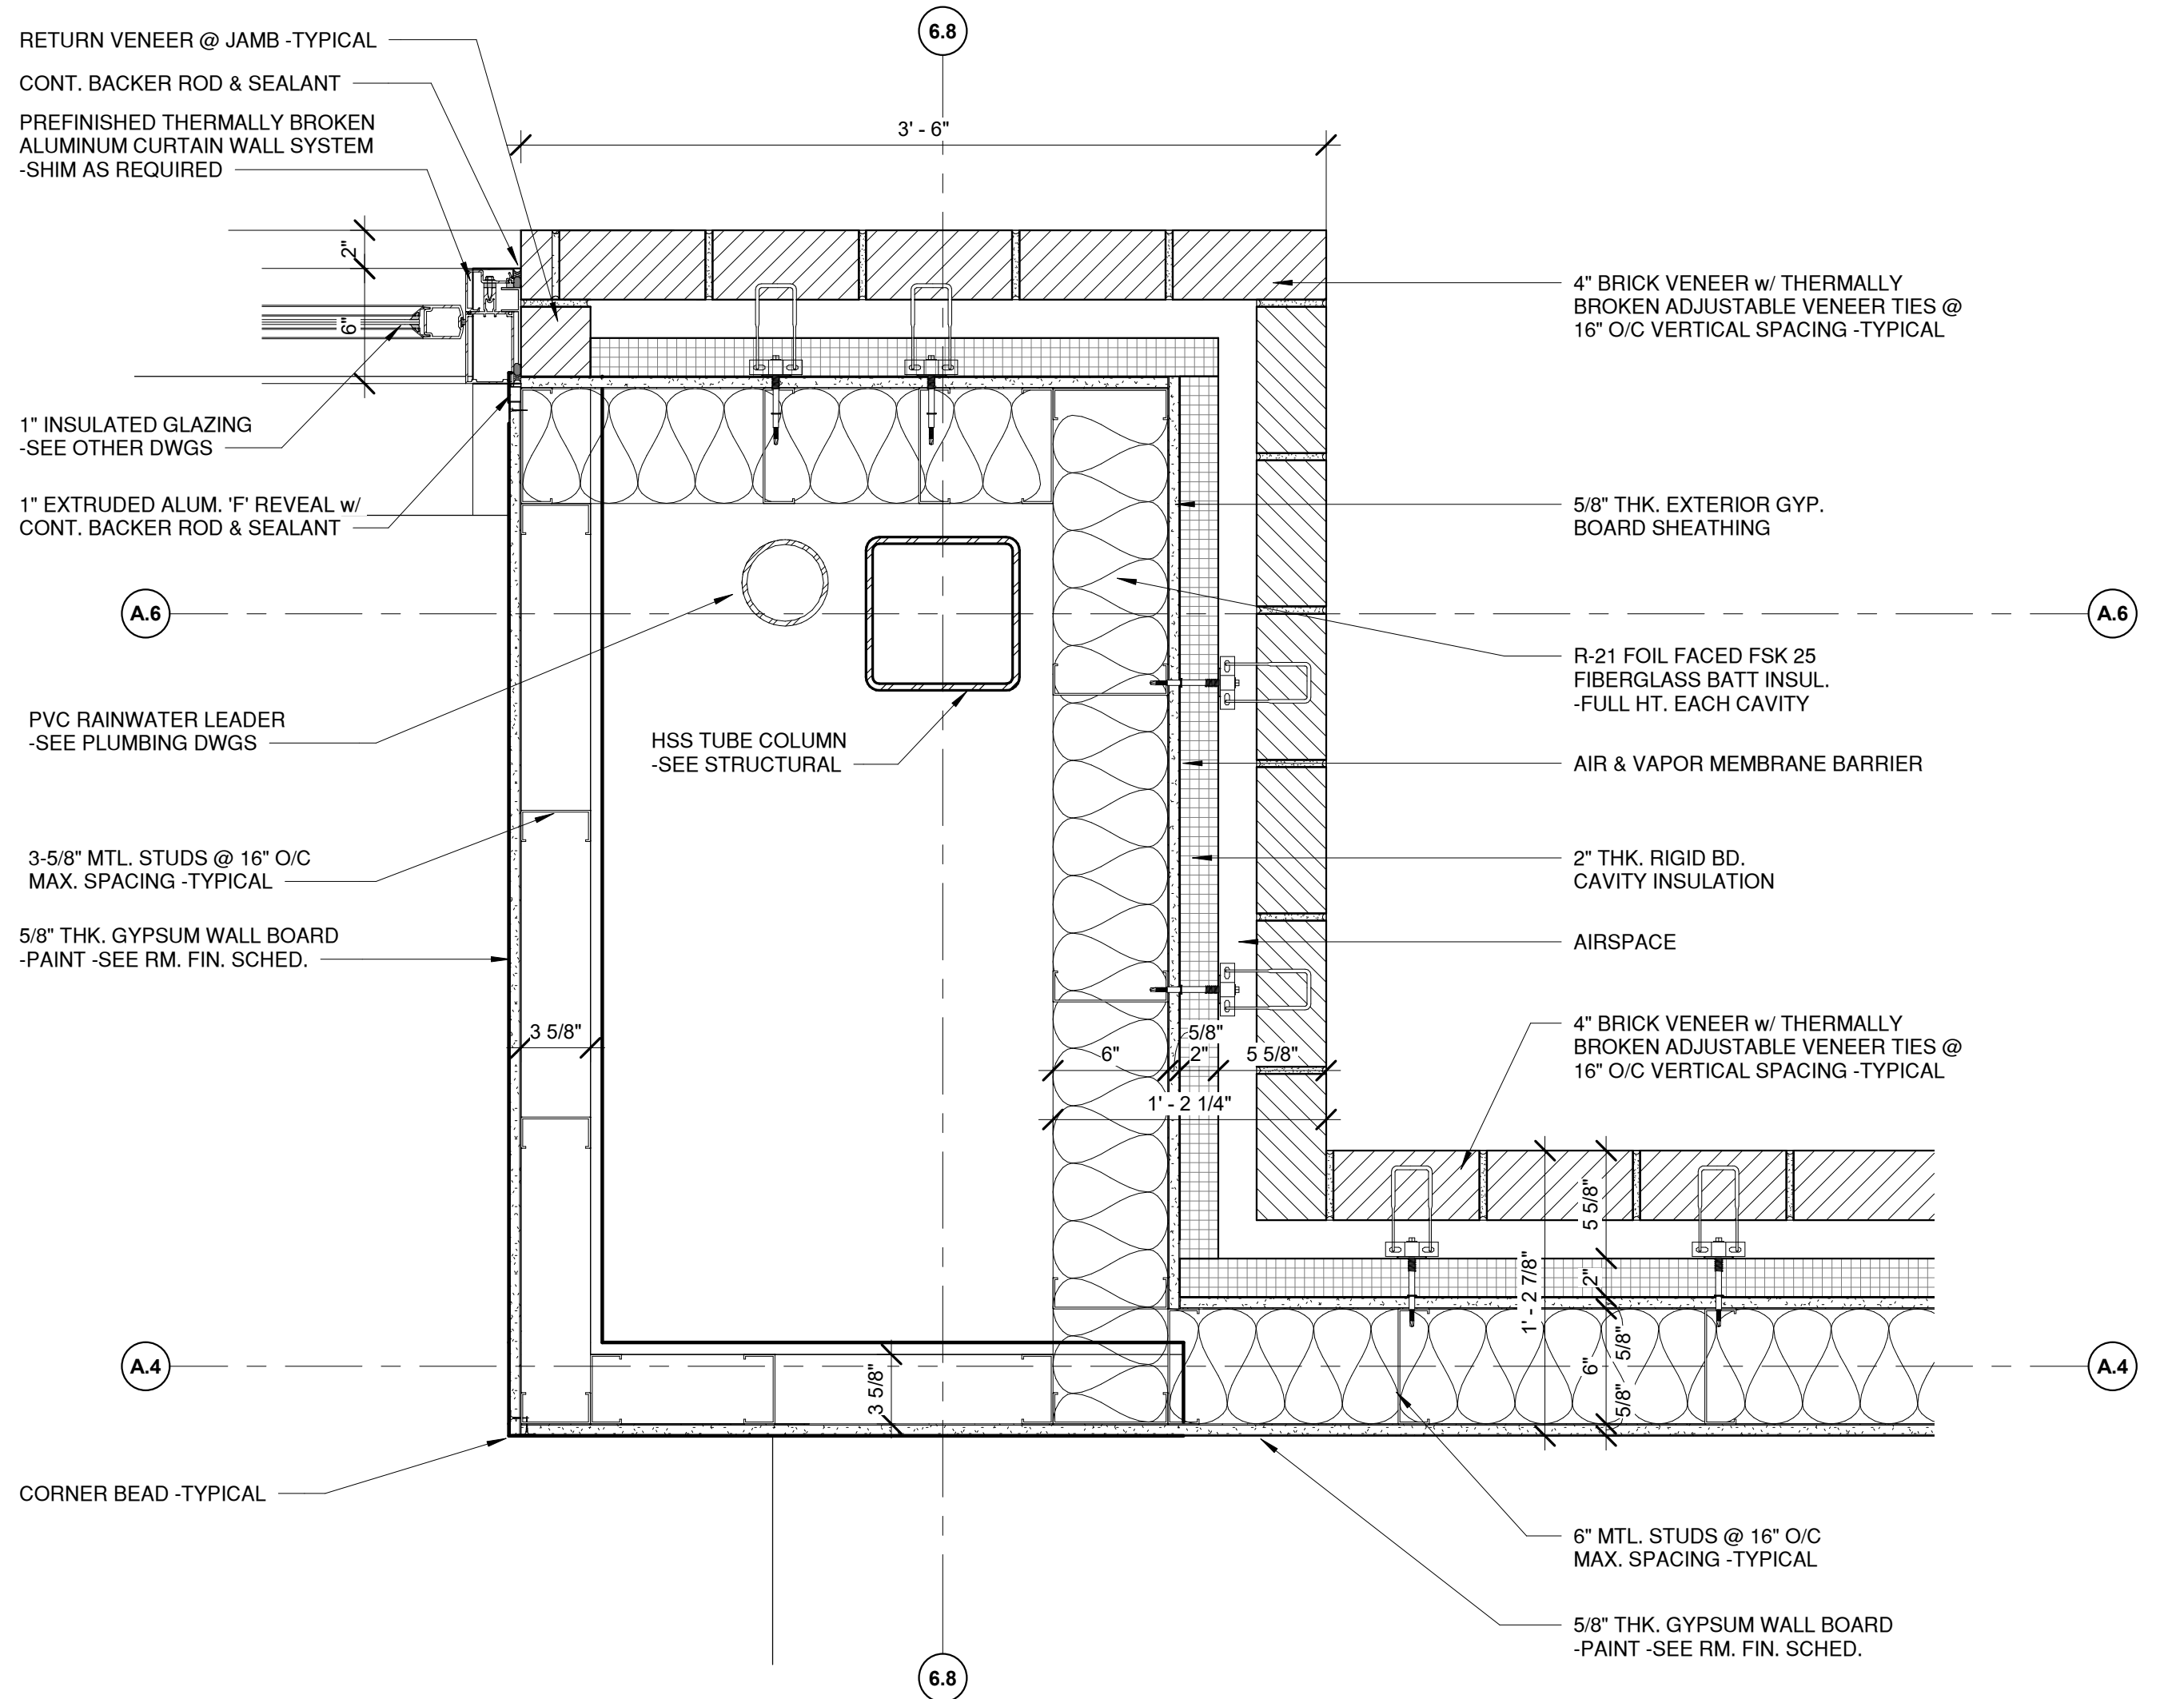 6.8
RETURN VENEER @ JAMB -TYPICAL
CONT. BACKER ROD & SEALANT
PREFINISHED THERMALLY BROKEN
ALUMINUM CURTAIN WALL SYSTEM
-SHIM AS REQUIRED
3' - 6"
2"
6"
4" BRICK VENEER w/ THERMALLY
BROKEN ADJUSTABLE VENEER TIES @
16" O/C VERTICAL SPACING -TYPICAL
1" INSULATED GLAZING
-SEE OTHER DWGS
1" EXTRUDED ALUM. 'F' REVEAL w/
CONT. BACKER ROD & SEALANT
5/8" THK. EXTERIOR GYP.
BOARD SHEATHING
A.6
A.6
R-21 FOIL FACED FSK 25
FIBERGLASS BATT INSUL.
-FULL HT. EACH CAVITY
PVC RAINWATER LEADER
-SEE PLUMBING DWGS
HSS TUBE COLUMN
-SEE STRUCTURAL
AIR & VAPOR MEMBRANE BARRIER
3-5/8" MTL. STUDS @ 16" O/C
MAX. SPACING -TYPICAL
2" THK. RIGID BD.
CAVITY INSULATION
5/8" THK. GYPSUM WALL BOARD
-PAINT -SEE RM. FIN. SCHED.
AIRSPACE
3 5/8"
5/8"
6"
2"
5 5/8"
1' - 2 1/4"
4" BRICK VENEER w/ THERMALLY
BROKEN ADJUSTABLE VENEER TIES @
16" O/C VERTICAL SPACING -TYPICAL
5 5/8"
2"
1' - 2 7/8"
5/8"
6"
5/8"
A.4
3 5/8"
A.4
CORNER BEAD -TYPICAL
6" MTL. STUDS @ 16" O/C
MAX. SPACING -TYPICAL
5/8" THK. GYPSUM WALL BOARD
-PAINT -SEE RM. FIN. SCHED.
6.8